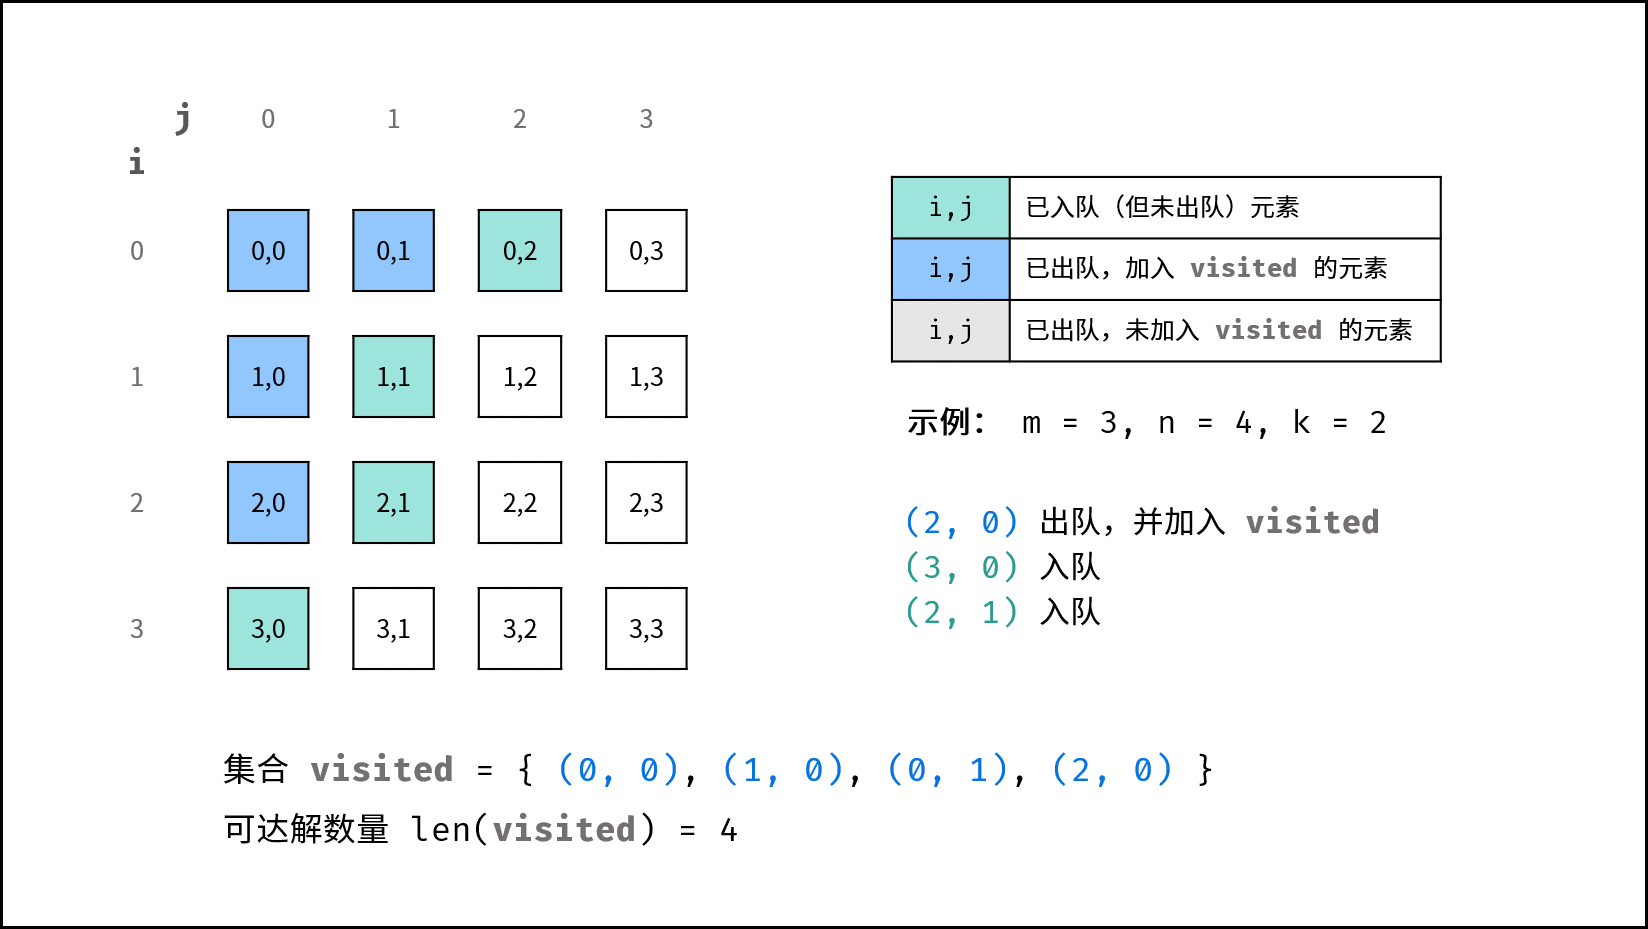 j 0 1 2 3
i
0 0,0 0,1 0,2 0,3
1 1,0 1,1 1,2 1,3
2 2,0 2,1 2,2 2,3
3 3,0 3,1 3,2 3,3
i,j 已入队（但未出队）元素
i,j 已出队，加入 visited 的元素
i,j 已出队，未加入 visited 的元素
示例： m = 3, n = 4, k = 2
(2, 0) 出队，并加入 visited
(3, 0) 入队
(2, 1) 入队
集合 visited = { (0, 0), (1, 0), (0, 1), (2, 0) }
可达解数量 len(visited) = 4